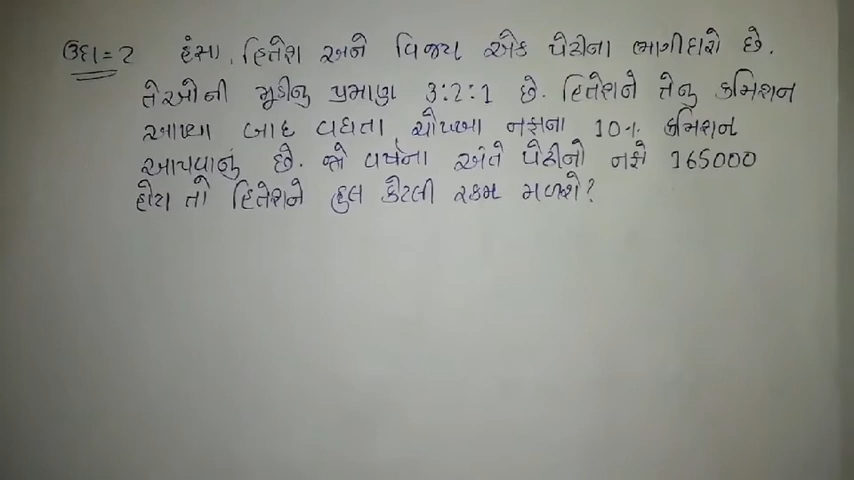 ઉદા=2 હંસા, હિતેશ અને વિજય એક પેઢીના ભાગીદારો છે.
તેઓની મૂડીનુ પ્રમાણ 3:2:1 છે. હિતેશને તેનુ કમિશન
આપ્યા બાદ વધતા ચોખ્ખા નફાના 10% કમિશન
આપવાનું છે. જો વર્ષના અંતે પેઢીનો નફો 165000
હોય તો હિતેશને કુલ કેટલી રકમ મળશે?